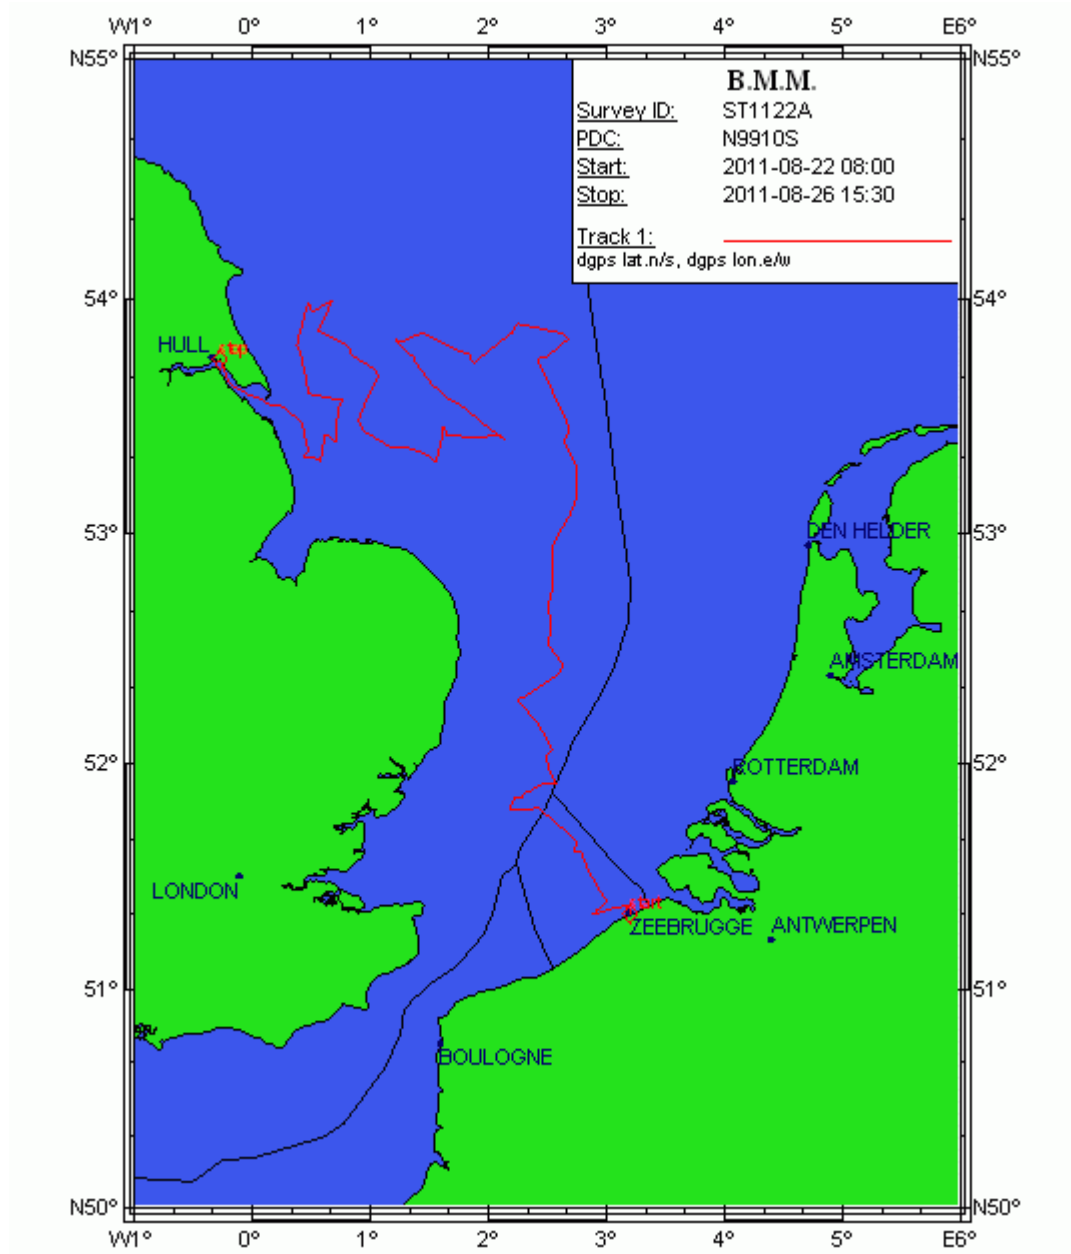 W1° 0° 1° 2° 3° 4° 5° E6°
N55° N55°
B.M.M.
Survey ID: ST1122A
PDC: N9910S
Start: 2011-08-22 08:00
Stop: 2011-08-26 15:30
Track 1:
dgps lat.n/s, dgps lon.e/w
54° 54°
HULL
53° 53°
DEN HELDER
AMSTERDAM
52° 52°
ROTTERDAM
LONDON
ZEEBRUGGE ANTWERPEN
51° 51°
BOULOGNE
N50° N50°
W1° 0° 1° 2° 3° 4° 5° E6°